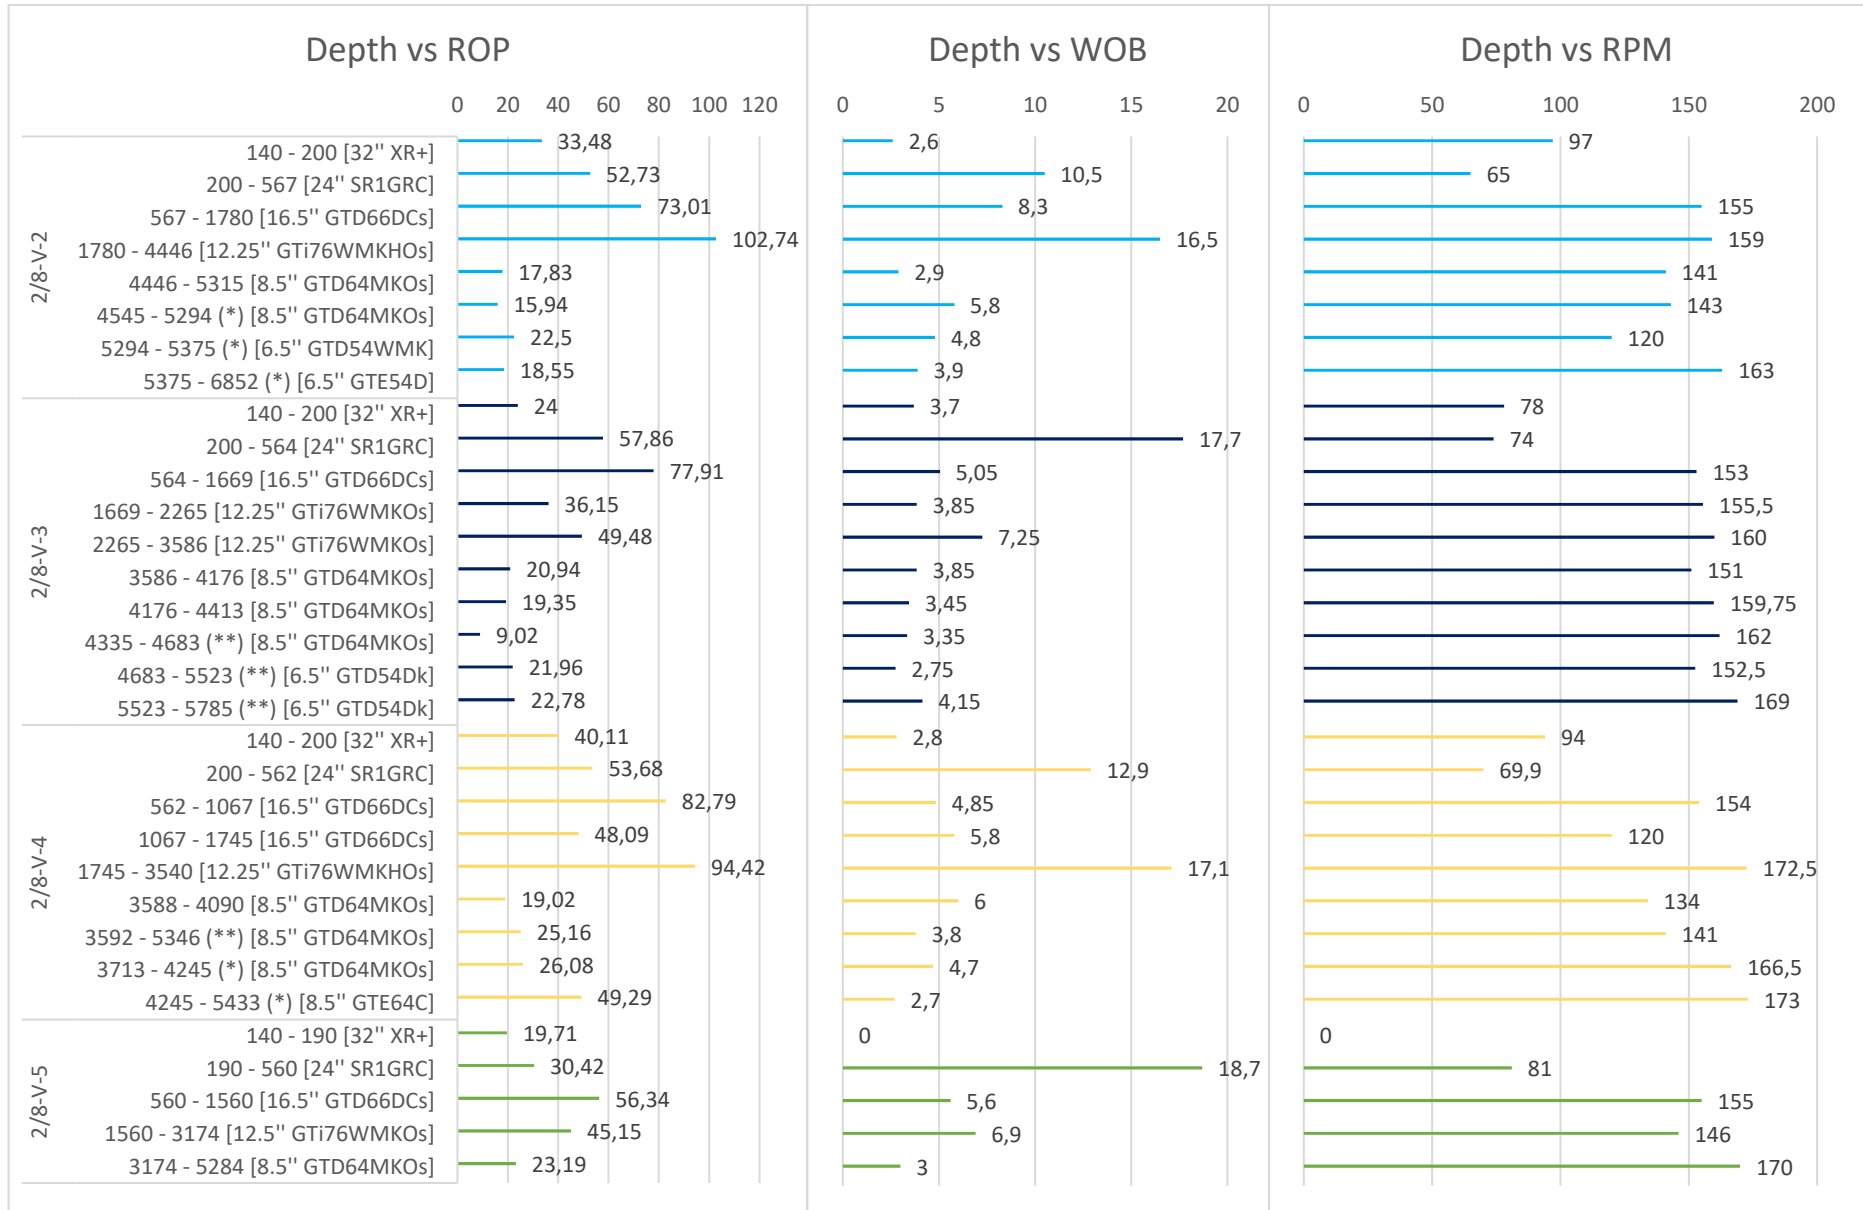 Depth vs ROP
Depth vs WOB
Depth vs RPM
0 20 40 60 80 100 120
0 5 10 15 20
0 50 100 150 200
2/8-V-2
140 - 200 [32'' XR+] 33,48 2,6 97
200 - 567 [24'' SR1GRC] 52,73 10,5 65
567 - 1780 [16.5'' GTD66DCs] 73,01 8,3 155
1780 - 4446 [12.25'' GTi76WMKHOs] 102,74 16,5 159
4446 - 5315 [8.5'' GTD64MKOs] 17,83 2,9 141
4545 - 5294 (*) [8.5'' GTD64MKOs] 15,94 5,8 143
5294 - 5375 (*) [6.5'' GTD54WMK] 22,5 4,8 120
5375 - 6852 (*) [6.5'' GTE54D] 18,55 3,9 163
2/8-V-3
140 - 200 [32'' XR+] 24 3,7 78
200 - 564 [24'' SR1GRC] 57,86 17,7 74
564 - 1669 [16.5'' GTD66DCs] 77,91 5,05 153
1669 - 2265 [12.25'' GTi76WMKOs] 36,15 3,85 155,5
2265 - 3586 [12.25'' GTi76WMKOs] 49,48 7,25 160
3586 - 4176 [8.5'' GTD64MKOs] 20,94 3,85 151
4176 - 4413 [8.5'' GTD64MKOs] 19,35 3,45 159,75
4335 - 4683 (**) [8.5'' GTD64MKOs] 9,02 3,35 162
4683 - 5523 (**) [6.5'' GTD54Dk] 21,96 2,75 152,5
5523 - 5785 (**) [6.5'' GTD54Dk] 22,78 4,15 169
2/8-V-4
140 - 200 [32'' XR+] 40,11 2,8 94
200 - 562 [24'' SR1GRC] 53,68 12,9 69,9
562 - 1067 [16.5'' GTD66DCs] 82,79 4,85 154
1067 - 1745 [16.5'' GTD66DCs] 48,09 5,8 120
1745 - 3540 [12.25'' GTi76WMKHOs] 94,42 17,1 172,5
3588 - 4090 [8.5'' GTD64MKOs] 19,02 6 134
3592 - 5346 (**) [8.5'' GTD64MKOs] 25,16 3,8 141
3713 - 4245 (*) [8.5'' GTD64MKOs] 26,08 4,7 166,5
4245 - 5433 (*) [8.5'' GTE64C] 49,29 2,7 173
2/8-V-5
140 - 190 [32'' XR+] 19,71 0 0
190 - 560 [24'' SR1GRC] 30,42 18,7 81
560 - 1560 [16.5'' GTD66DCs] 56,34 5,6 155
1560 - 3174 [12.5'' GTi76WMKOs] 45,15 6,9 146
3174 - 5284 [8.5'' GTD64MKOs] 23,19 3 170